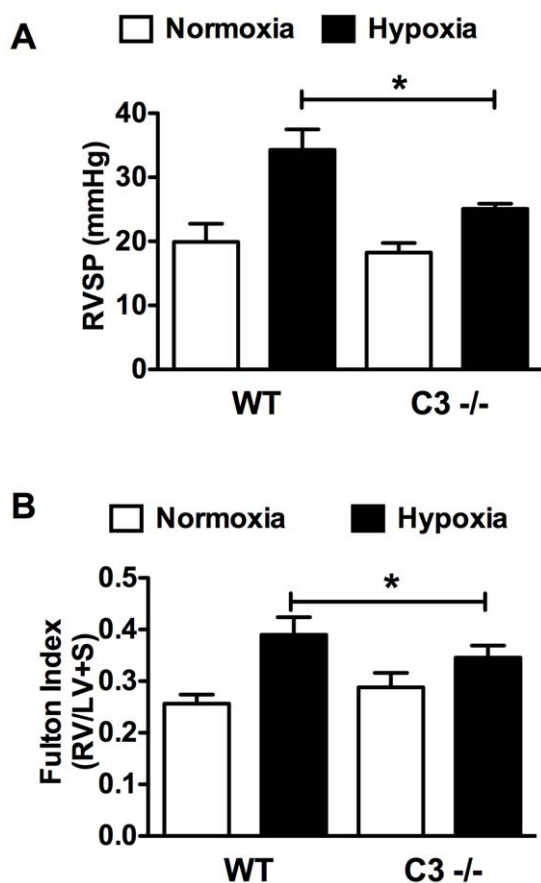 A
Normoxia Hypoxia
*
RVSP (mmHg)
40
30
20
10
0
WT C3 -/-
B
Normoxia Hypoxia
*
Fulton Index
(RV/LV+S)
0.5
0.4
0.3
0.2
0.1
0.0
WT C3 -/-